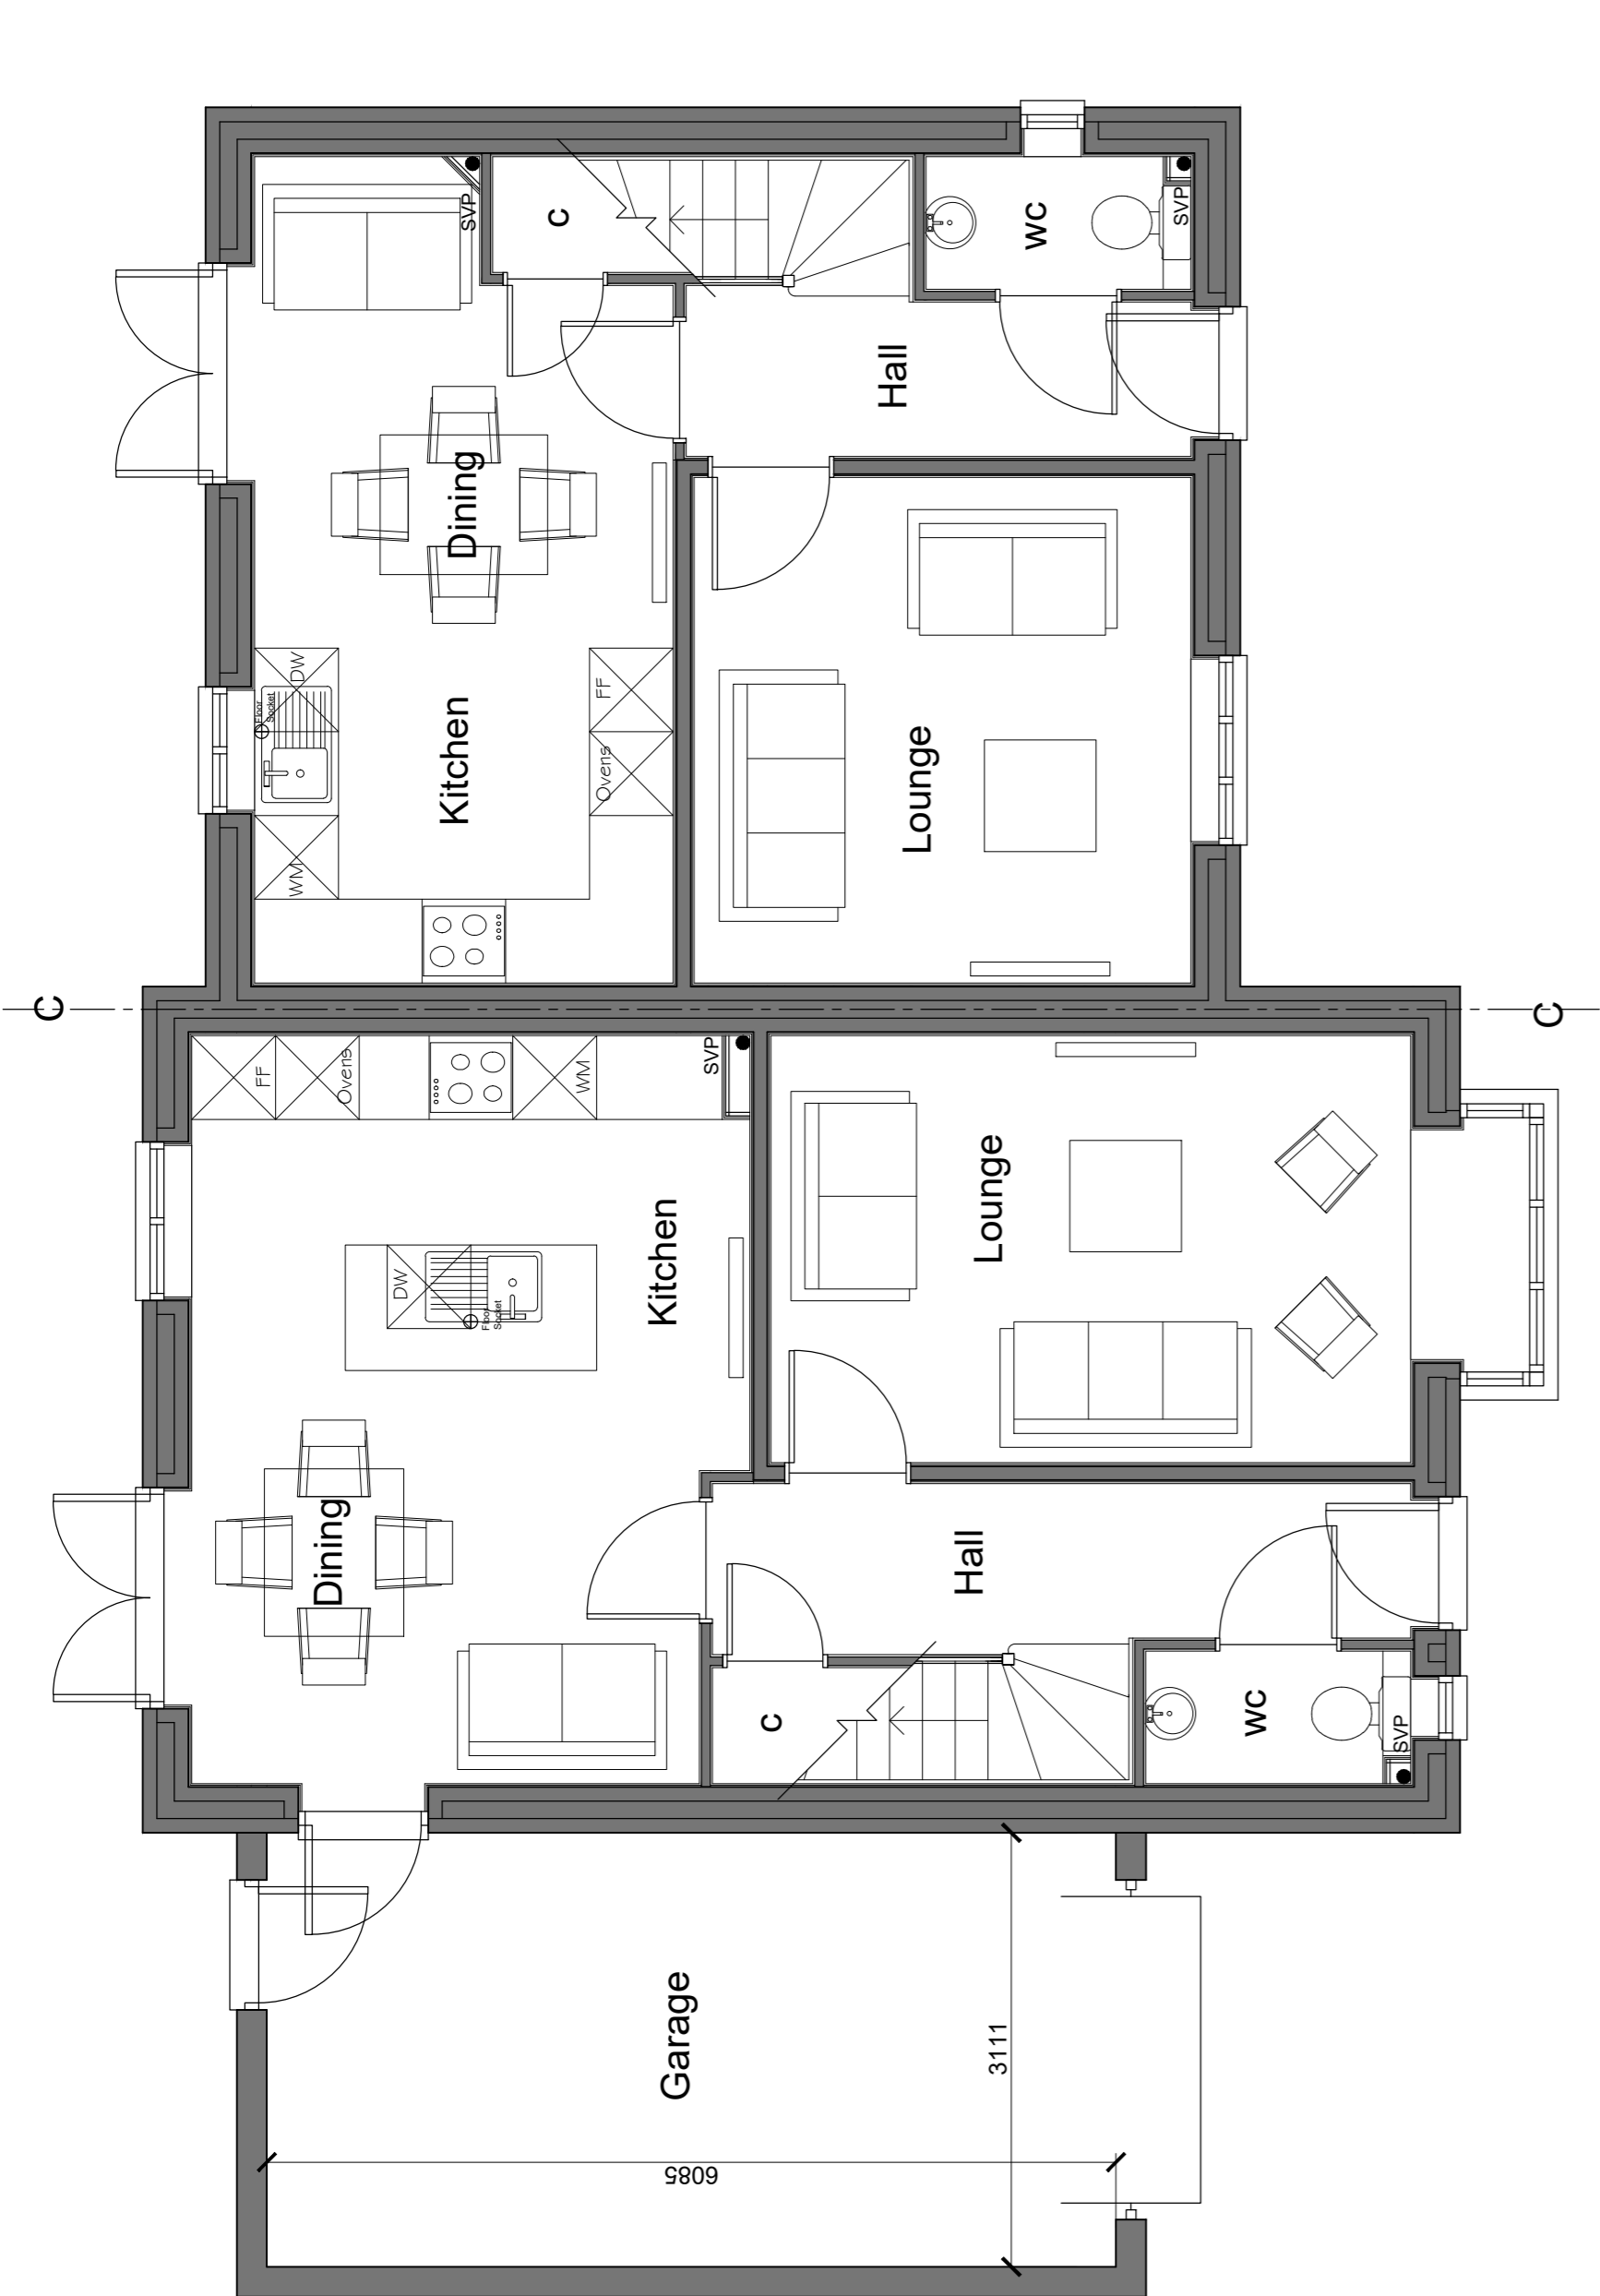 SVP
c
wc
SVP
Hall
Dining
DW
Floor
Socket
FF
Kitchen
Ovens
Lounge
WM
C
C
FF
Ovens
WM
SVP
Lounge
Kitchen
DW
Floor
Socket
Dining
Hall
c
wc
SVP
Garage
3111
6085